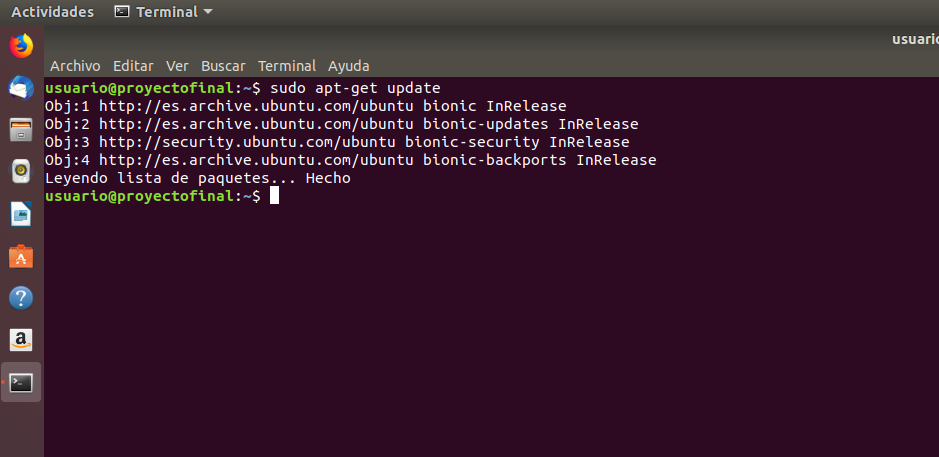 Actividades Terminal
usuario
Archivo Editar Ver Buscar Terminal Ayuda
usuario@proyectofinal:~$ sudo apt-get update
Obj:1 http://es.archive.ubuntu.com/ubuntu bionic InRelease
Obj:2 http://es.archive.ubuntu.com/ubuntu bionic-updates InRelease
Obj:3 http://security.ubuntu.com/ubuntu bionic-security InRelease
Obj:4 http://es.archive.ubuntu.com/ubuntu bionic-backports InRelease
Leyendo lista de paquetes... Hecho
usuario@proyectofinal:~$